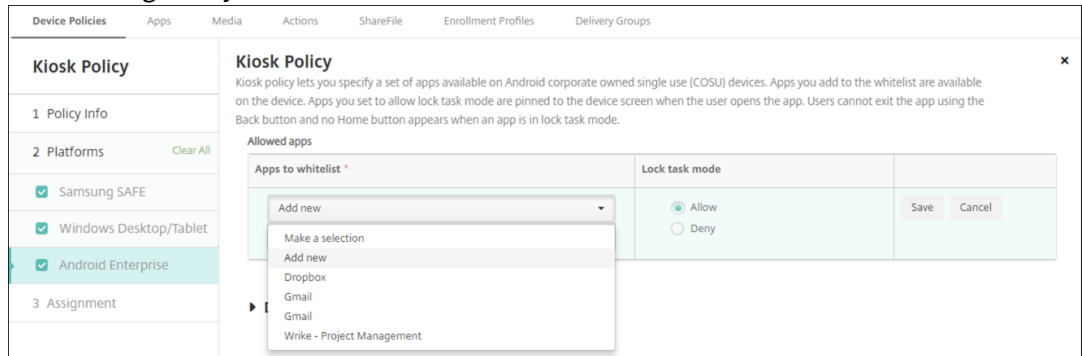 Device Policies Apps Media Actions ShareFile Enrollment Profiles Delivery Groups
Kiosk Policy
1 Policy Info
2 Platforms Clear All
Samsung SAFE
Windows Desktop/Tablet
Android Enterprise
3 Assignment
Kiosk Policy
Kiosk policy lets you specify a set of apps available on Android corporate owned single use (COSU) devices. Apps you add to the whitelist are available
on the device. Apps you set to allow lock task mode are pinned to the device screen when the user opens the app. Users cannot exit the app using the
Back button and no Home button appears when an app is in lock task mode.
Allowed apps
Apps to whitelist * Lock task mode
Add new
Allow
Deny
Save Cancel
Make a selection
Add new
Dropbox
Gmail
Gmail
Wrike - Project Management